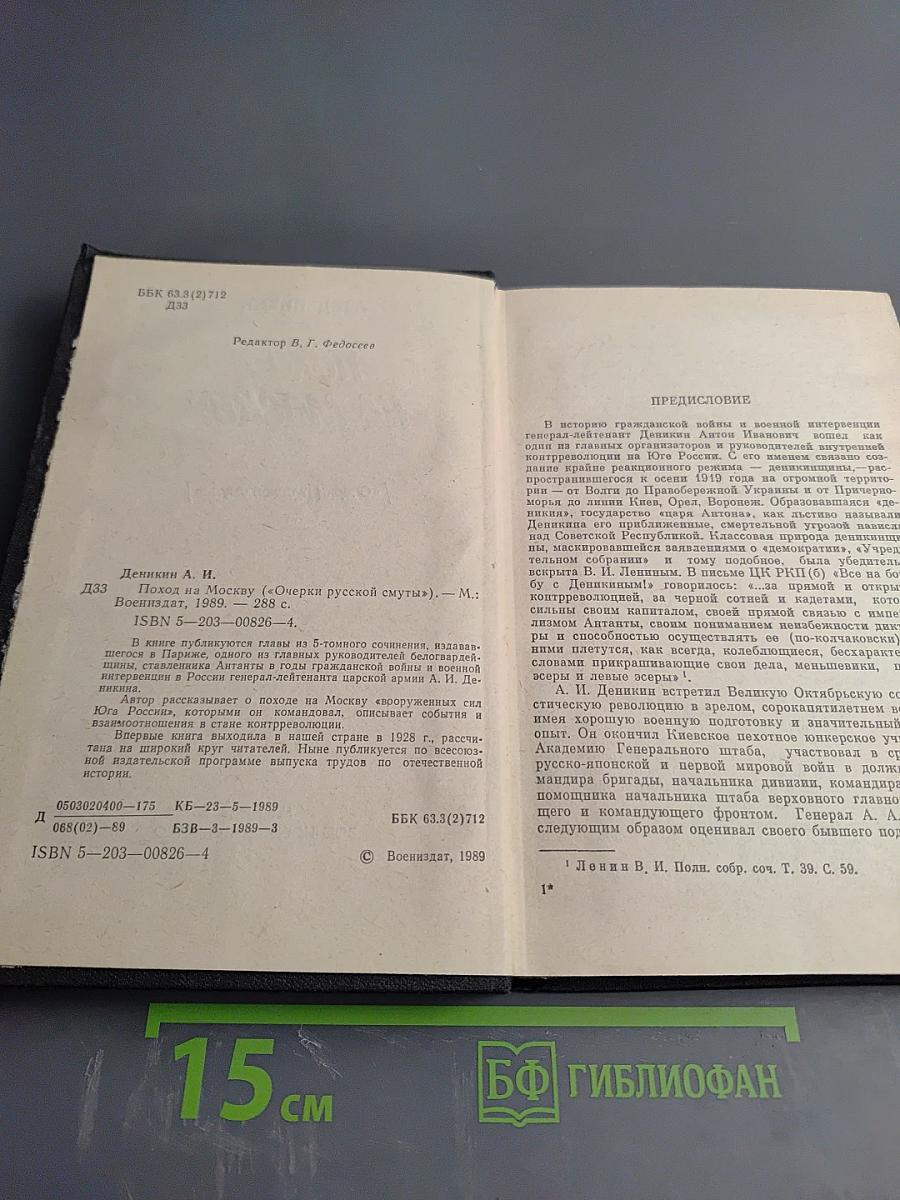 ББК 63.3(2)712
Д33
Редактор В. Г. Федосеев
Деникин А. И.
Д33 Поход на Москву («Очерки русской смуты»). — М.:
Воениздат, 1989. — 288 с.
ISBN 5—203—00826—4.
В книге публикуются главы из 5-томного сочинения, издавав-
шегося в Париже, одного из главных руководителей белогвардей-
щины, ставленника Антанты в годы гражданской войны и военной
интервенции в России генерал-лейтенанта царской армии А. И. Де-
никина.
Автор рассказывает о походе на Москву «вооруженных сил
Юга России», которыми он командовал, описывает события и
взаимоотношения в стане контрреволюции.
Впервые книга выходила в нашей стране в 1928 г., рассчи-
тана на широкий круг читателей. Ныне публикуется по всесоюз-
ной издательской программе выпуска трудов по отечественной
истории.
Д 0503020400—175 КБ—23—5—1989
068(02)—89 БЗВ—3—1989—3
ББК 63.3(2)712
ISBN 5—203—00826—4
© Воениздат, 1989
ПРЕДИСЛОВИЕ
В историю гражданской войны и военной интервенции
генерал-лейтенант Деникин Антон Иванович вошел как
один из главных организаторов и руководителей внутренней
контрреволюции на Юге России. С его именем связано соз-
дание крайне реакционного режима — деникинщины,—рас-
пространившегося к осени 1919 года на огромной террито-
рии — от Волги до Правобережной Украины и от Причерно-
морья до линии Киев, Орел, Воронеж. Образовавшаяся «де-
никия», государство «царя Антона», как льстиво называли
Деникина его приближенные, смертельной угрозой нависл
над Советской Республикой. Классовая природа деникинщи
ны, маскировавшейся заявлениями о «демократии», «Учред
тельном собрании» и тому подобное, была убедитель
вскрыта В. И. Лениным. В письме ЦК РКП(б) «Все на бо
бу с Деникиным!» говорилось: «...за прямой и откры
контрреволюцией, за черной сотней и кадетами, кото
сильны своим капиталом, своей прямой связью с импе
лизмом Антанты, своим пониманием неизбежности дикт
ры и способностью осуществлять ее (по-колчаковски)
ними плетутся, как всегда, колеблющиеся, бесхаракте
словами прикрашивающие свои дела, меньшевики, п
эсеры и левые эсеры» ¹.
А. И. Деникин встретил Великую Октябрьскую со
стическую революцию в зрелом, сорокапятилетнем во
имея хорошую военную подготовку и значительный
опыт. Он окончил Киевское пехотное юнкерское уч
Академию Генерального штаба, участвовал в ср
русско-японской и первой мировой войн в долж
мандира бригады, начальника дивизии, командира
помощника начальника штаба верховного главно
щего и командующего фронтом. Генерал А. А.
следующим образом оценивал своего бывшего под
¹ Ленин В. И. Полн. собр. соч. Т. 39. С. 59.
1*
15 см
БФ ГИБЛИОФАН